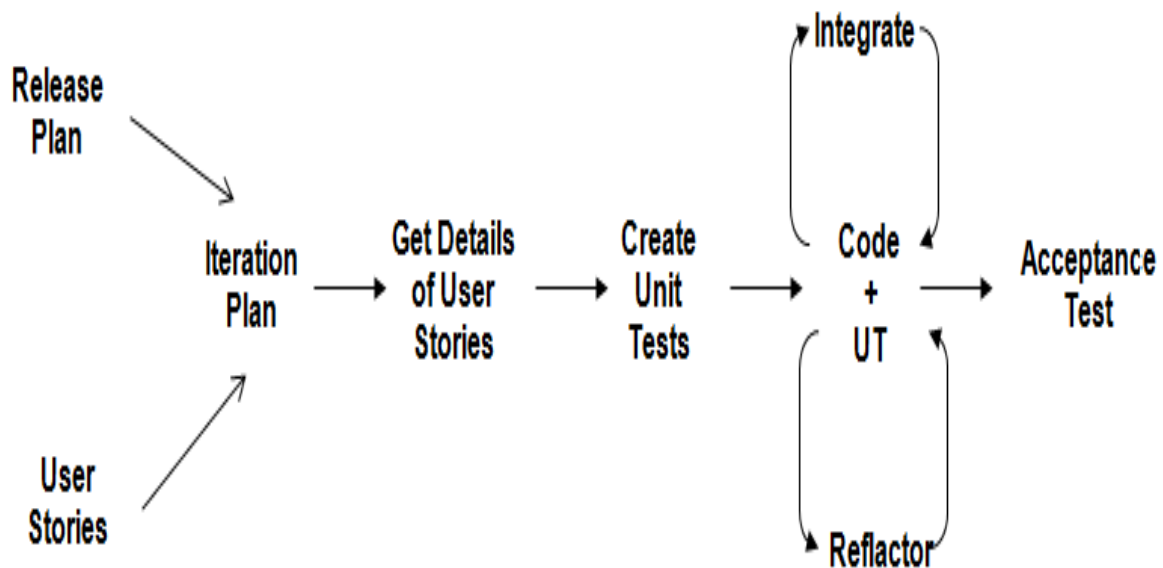 Release
Plan
User
Stories
Iteration
Plan
Get Details
of User
Stories
Create
Unit
Tests
Integrate
Code
+
UT
Reflactor
Acceptance
Test